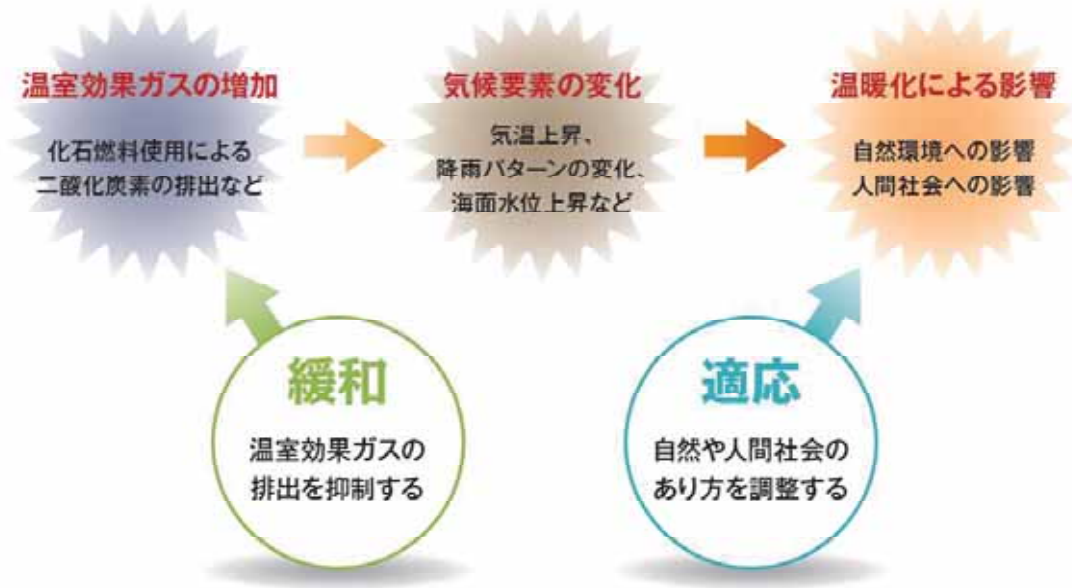 温室効果ガスの増加
化石燃料使用による
二酸化炭素の排出など
気候要素の変化
気温上昇、
降雨パターンの変化、
海面水位上昇など
温暖化による影響
自然環境への影響
人間社会への影響
緩和
温室効果ガスの
排出を抑制する
適応
自然や人間社会の
あり方を調整する